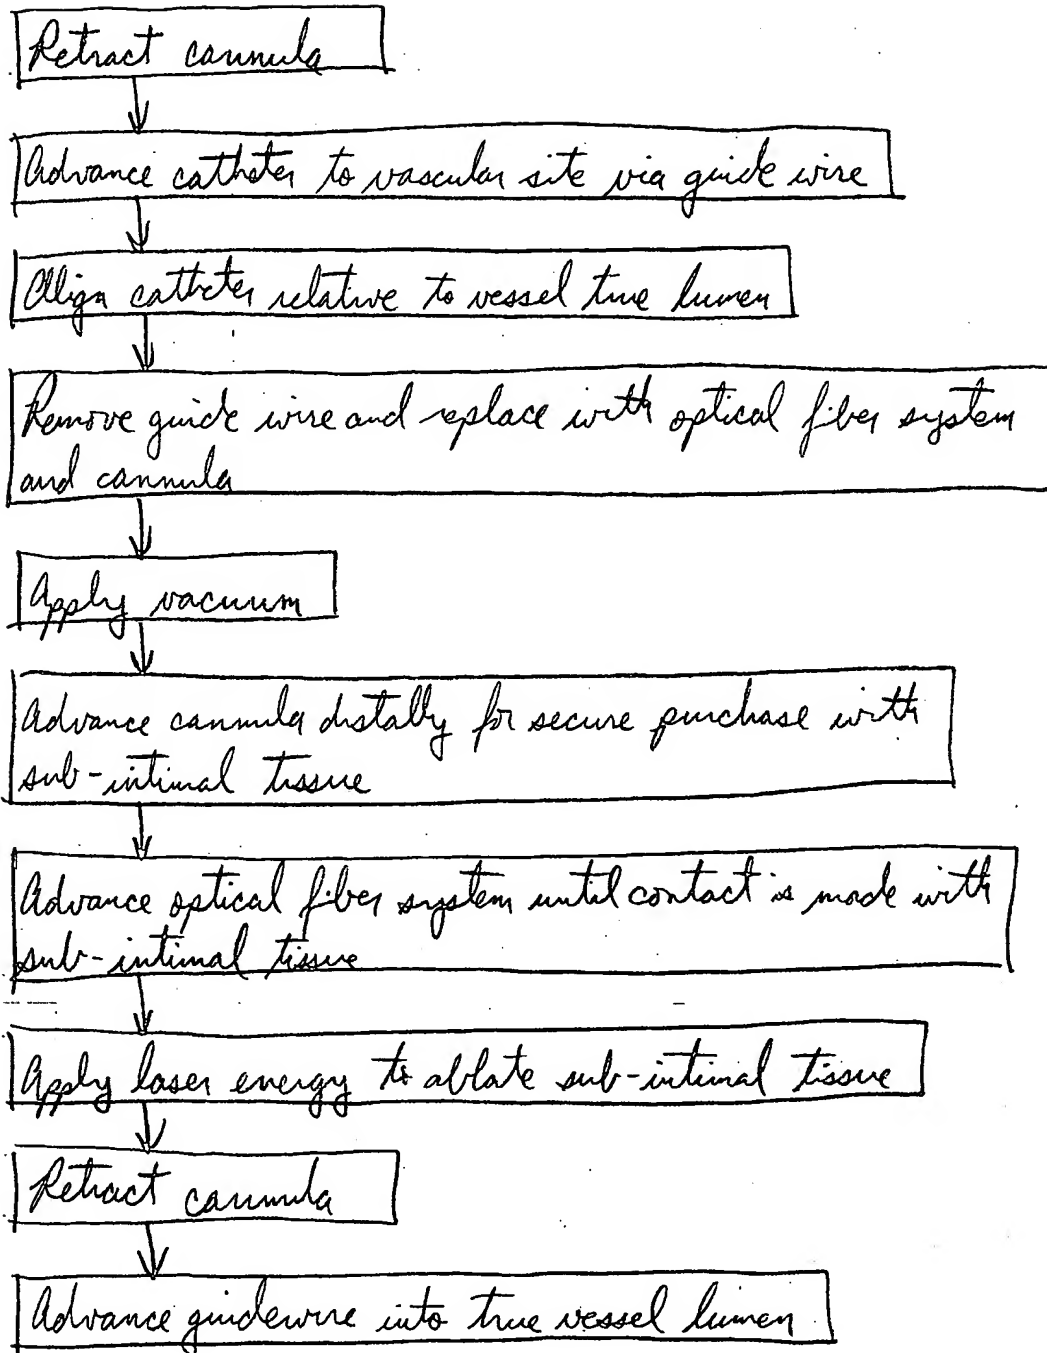 Retract cannula
Advance catheter to vascular site via guide wire
Align catheter relative to vessel true lumen
Remove guide wire and replace with optical fiber system
and cannula
Apply vacuum
Advance cannula distally for secure purchase with
sub-intimal tissue
Advance optical fiber system until contact is made with
sub-intimal tissue
Apply laser energy to ablate sub-intimal tissue
Retract cannula
Advance guidewire into true vessel lumen